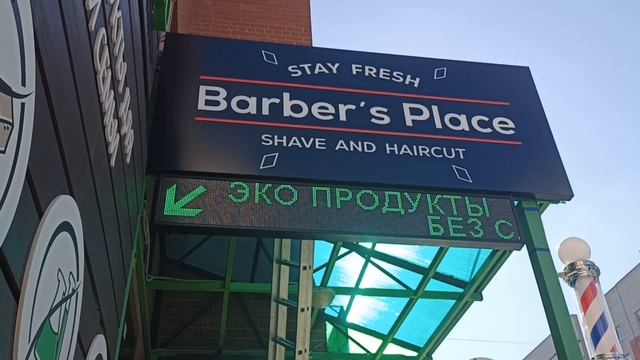 STAY FRESH
Barber's Place
SHAVE AND HAIRCUT
ЭКО ПРОДУКТЫ
БЕЗ С